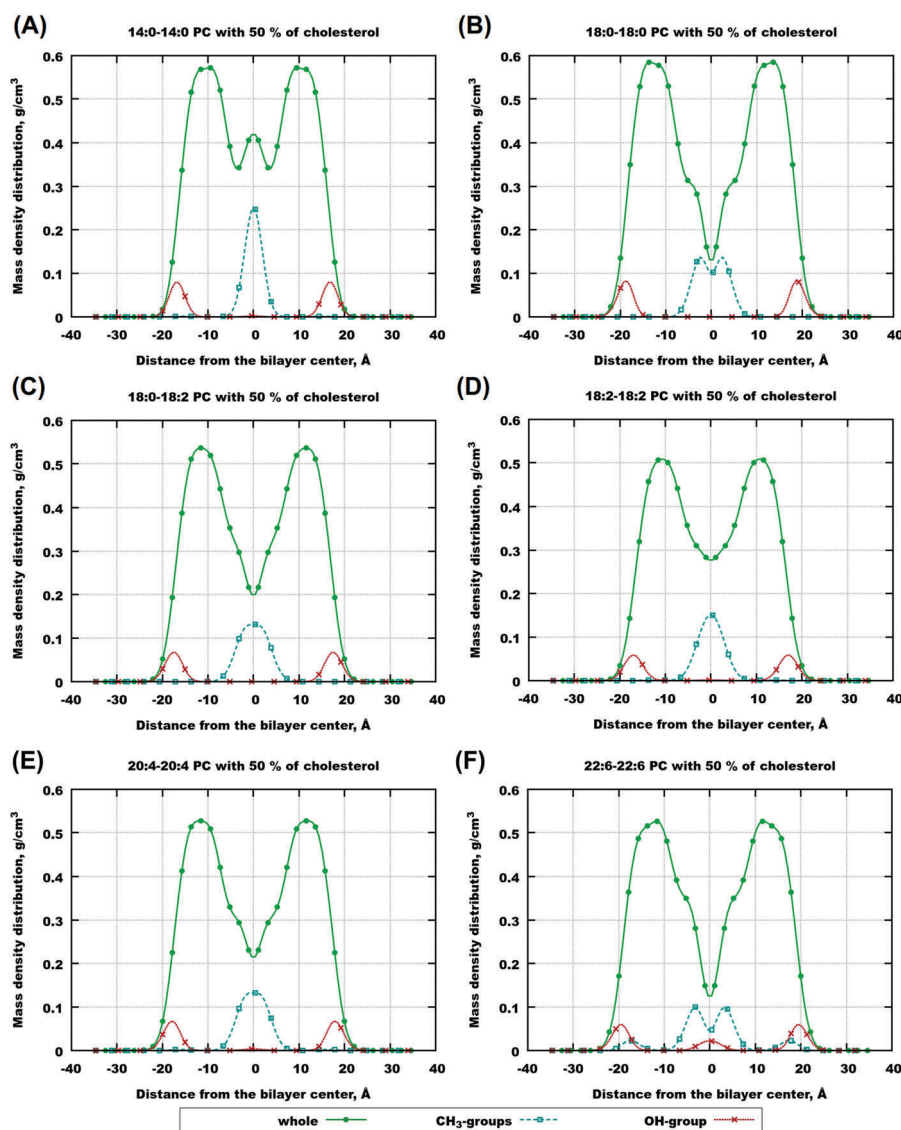 (A)
14:0-14:0 PC with 50 % of cholesterol
Mass density distribution, g/cm³
0.6
0.5
0.4
0.3
0.2
0.1
0
-40 -30 -20 -10 0 10 20 30 40
Distance from the bilayer center, Å
(B)
18:0-18:0 PC with 50 % of cholesterol
Mass density distribution, g/cm³
0.6
0.5
0.4
0.3
0.2
0.1
0
-40 -30 -20 -10 0 10 20 30 40
Distance from the bilayer center, Å
(C)
18:0-18:2 PC with 50 % of cholesterol
Mass density distribution, g/cm³
0.6
0.5
0.4
0.3
0.2
0.1
0
-40 -30 -20 -10 0 10 20 30 40
Distance from the bilayer center, Å
(D)
18:2-18:2 PC with 50 % of cholesterol
Mass density distribution, g/cm³
0.6
0.5
0.4
0.3
0.2
0.1
0
-40 -30 -20 -10 0 10 20 30 40
Distance from the bilayer center, Å
(E)
20:4-20:4 PC with 50 % of cholesterol
Mass density distribution, g/cm³
0.6
0.5
0.4
0.3
0.2
0.1
0
-40 -30 -20 -10 0 10 20 30 40
Distance from the bilayer center, Å
(F)
22:6-22:6 PC with 50 % of cholesterol
Mass density distribution, g/cm³
0.6
0.5
0.4
0.3
0.2
0.1
0
-40 -30 -20 -10 0 10 20 30 40
Distance from the bilayer center, Å
whole CH₃-groups OH-group